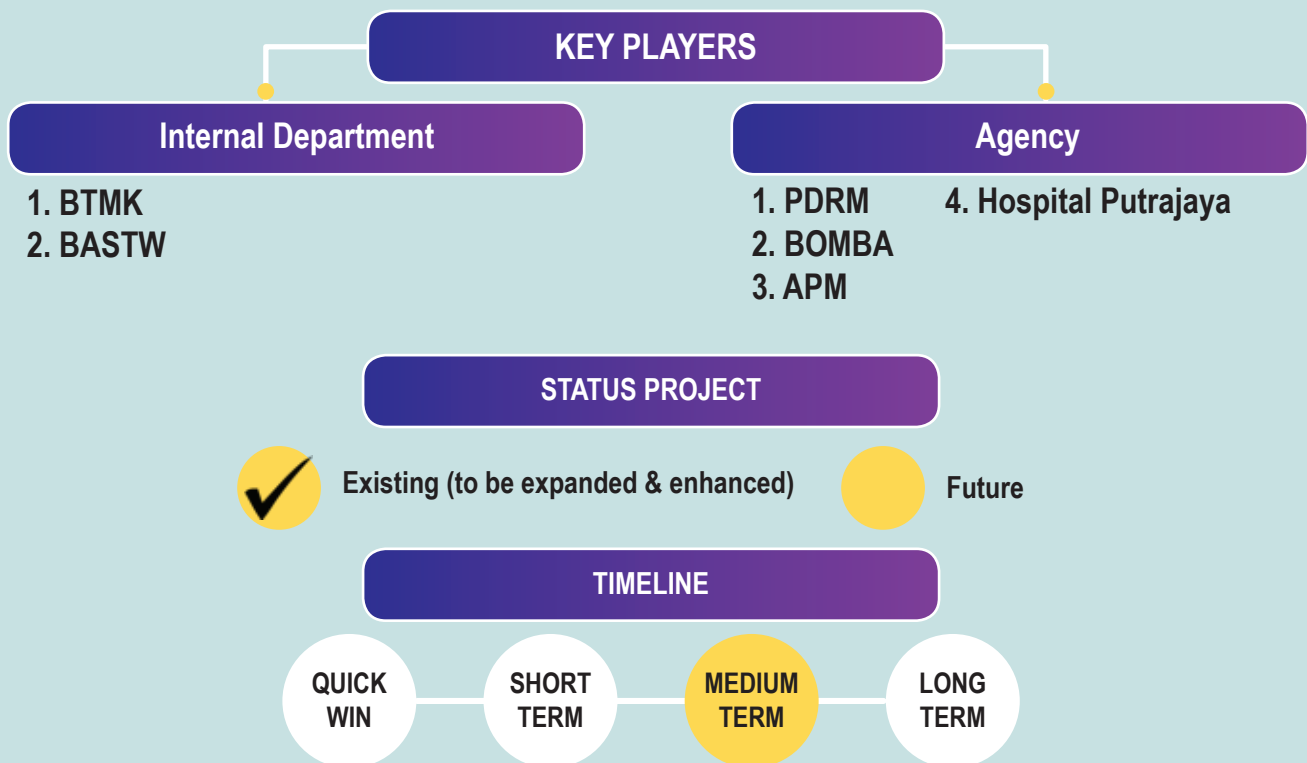 KEY PLAYERS
Internal Department
1. BTMK
2. BASTW
Agency
1. PDRM
2. BOMBA
3. APM
4. Hospital Putrajaya
STATUS PROJECT
Existing (to be expanded & enhanced)
Future
TIMELINE
QUICK
WIN
SHORT
TERM
MEDIUM
TERM
LONG
TERM